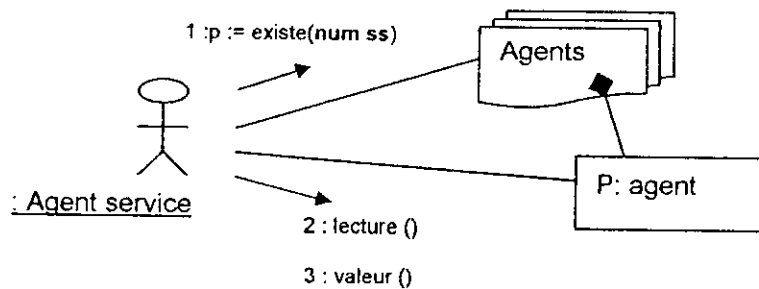 1 :p := existe(num ss)
Agents
: Agent service
P: agent
2 : lecture ()
3 : valeur ()